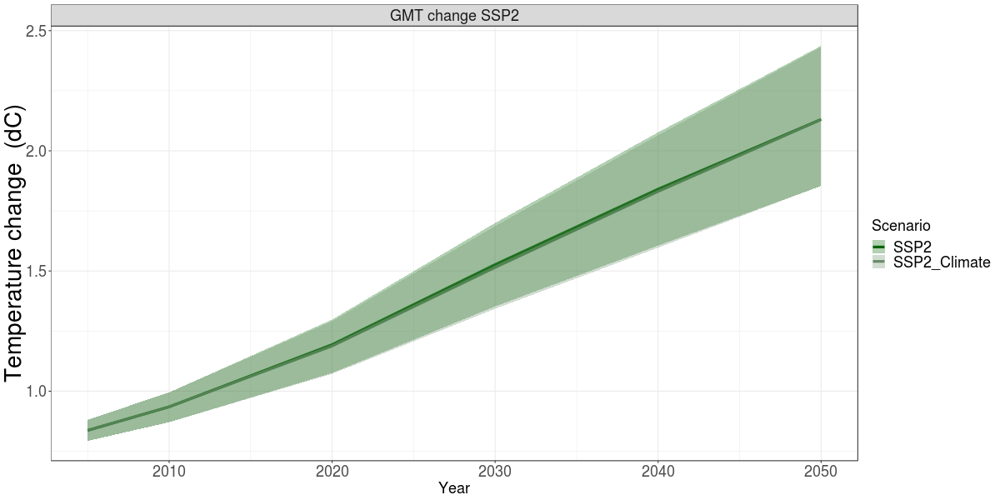 GMT change SSP2
Temperature change  (dC)
2.5
2.0
1.5
1.0
2010 2020 2030 2040 2050
Year
Scenario
SSP2
SSP2_Climate